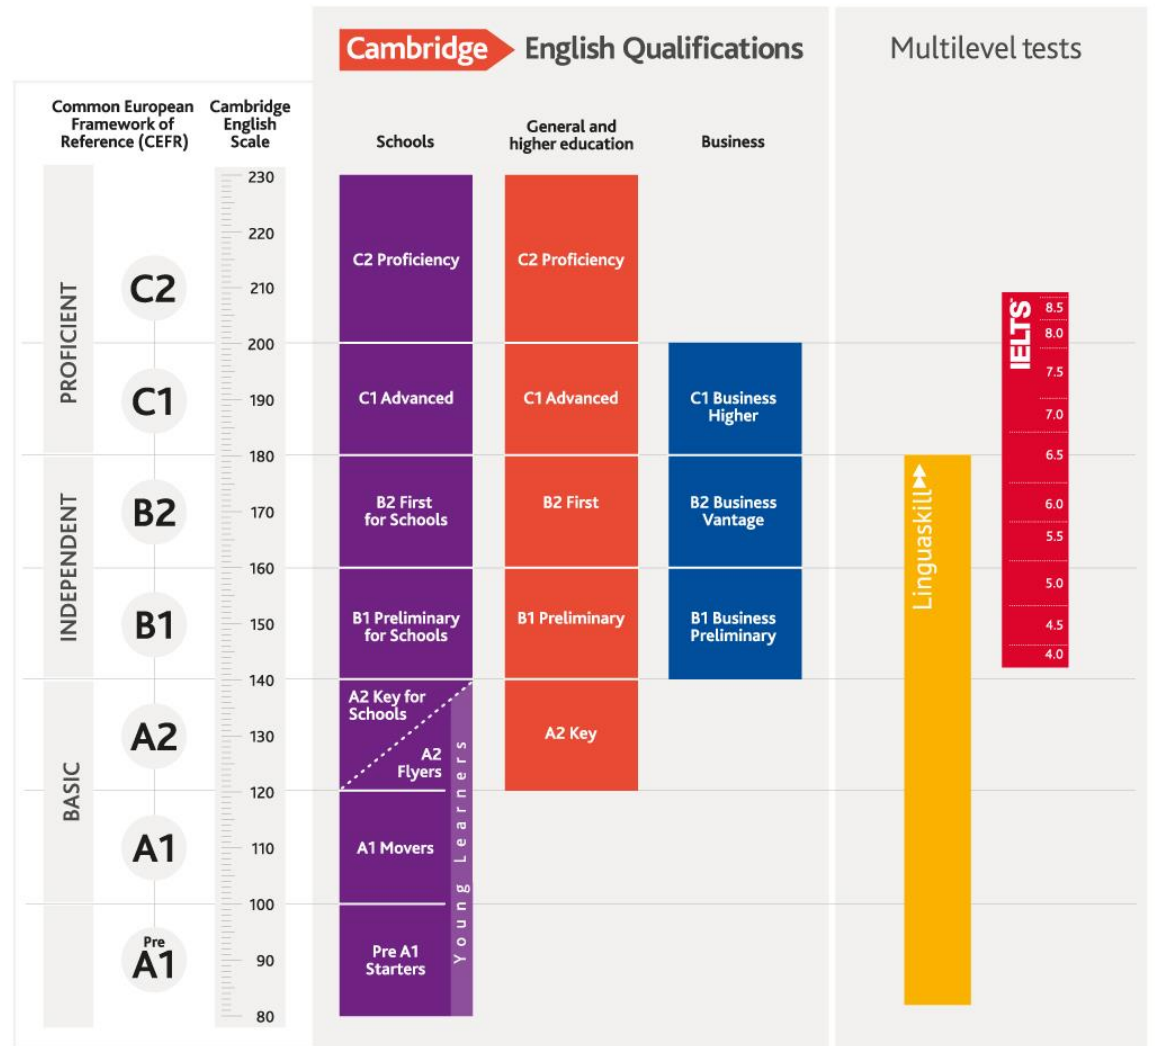 Cambridge English Qualifications
Multilevel tests
Common European
Framework of
Reference (CEFR)
Cambridge
English
Scale
Schools
General and
higher education
Business
PROFICIENT
INDEPENDENT
BASIC
C2
C1
B2
B1
A2
A1
Pre
A1
230
220
210
200
190
180
170
160
150
140
130
120
110
100
90
80
C2 Proficiency
C1 Advanced
B2 First
for Schools
B1 Preliminary
for Schools
A2 Key for
Schools
A2
Flyers
A1 Movers
Pre A1
Starters
Young Learners
C2 Proficiency
C1 Advanced
B2 First
B1 Preliminary
A2 Key
C1 Business
Higher
B2 Business
Vantage
B1 Business
Preliminary
Linguaskill
IELTS™
8.5
8.0
7.5
7.0
6.5
6.0
5.5
5.0
4.5
4.0